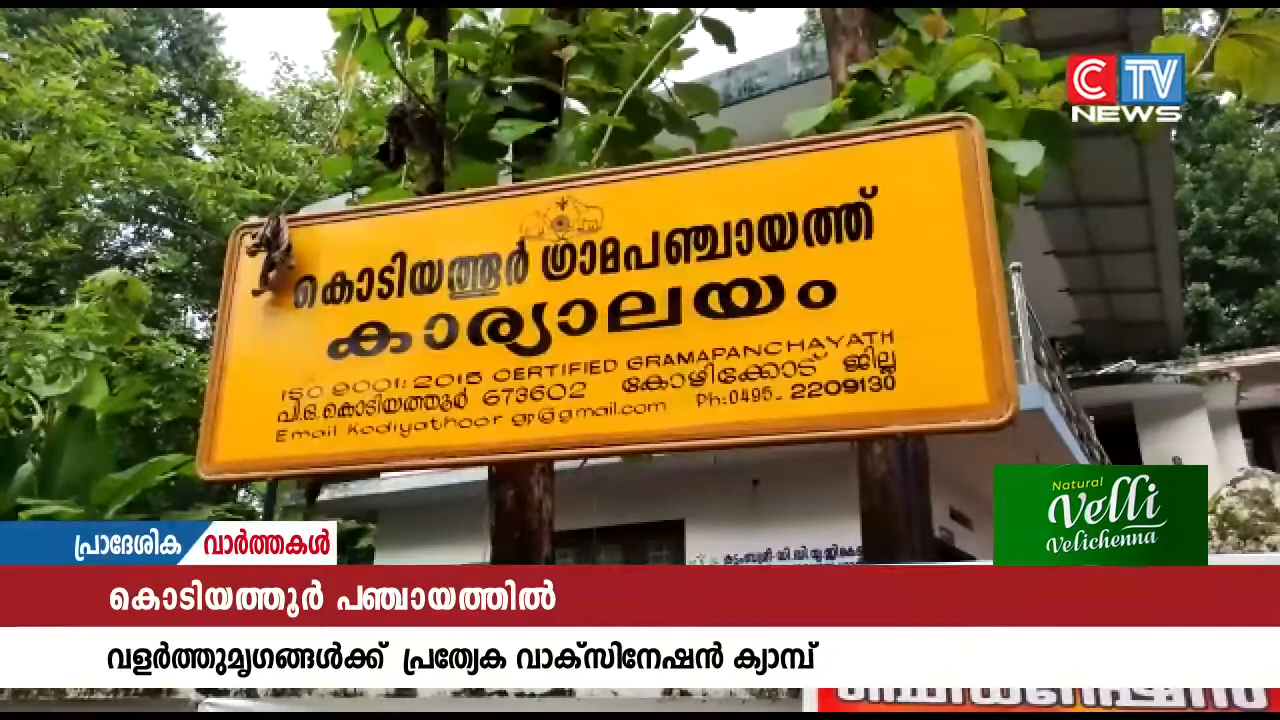 C TV
NEWS
കൊടിയത്തൂർ ഗ്രാമപഞ്ചായത്ത്
കാര്യാലയം
ISO 9001:2015 CERTIFIED GRAMAPANCHAYATH
പി.ഒ.കൊടിയത്തൂർ 673602 കോഴിക്കോട് ജില്ല
Email kodiyathoor gp@gmail.com Ph:0495-2209130
Natural
Velli
Velichenna
പ്രാദേശിക വാർത്തകൾ
കൊടിയത്തൂർ പഞ്ചായത്തിൽ
വളർത്തുമൃഗങ്ങൾക്ക് പ്രത്യേക വാക്സിനേഷൻ ക്യാമ്പ്